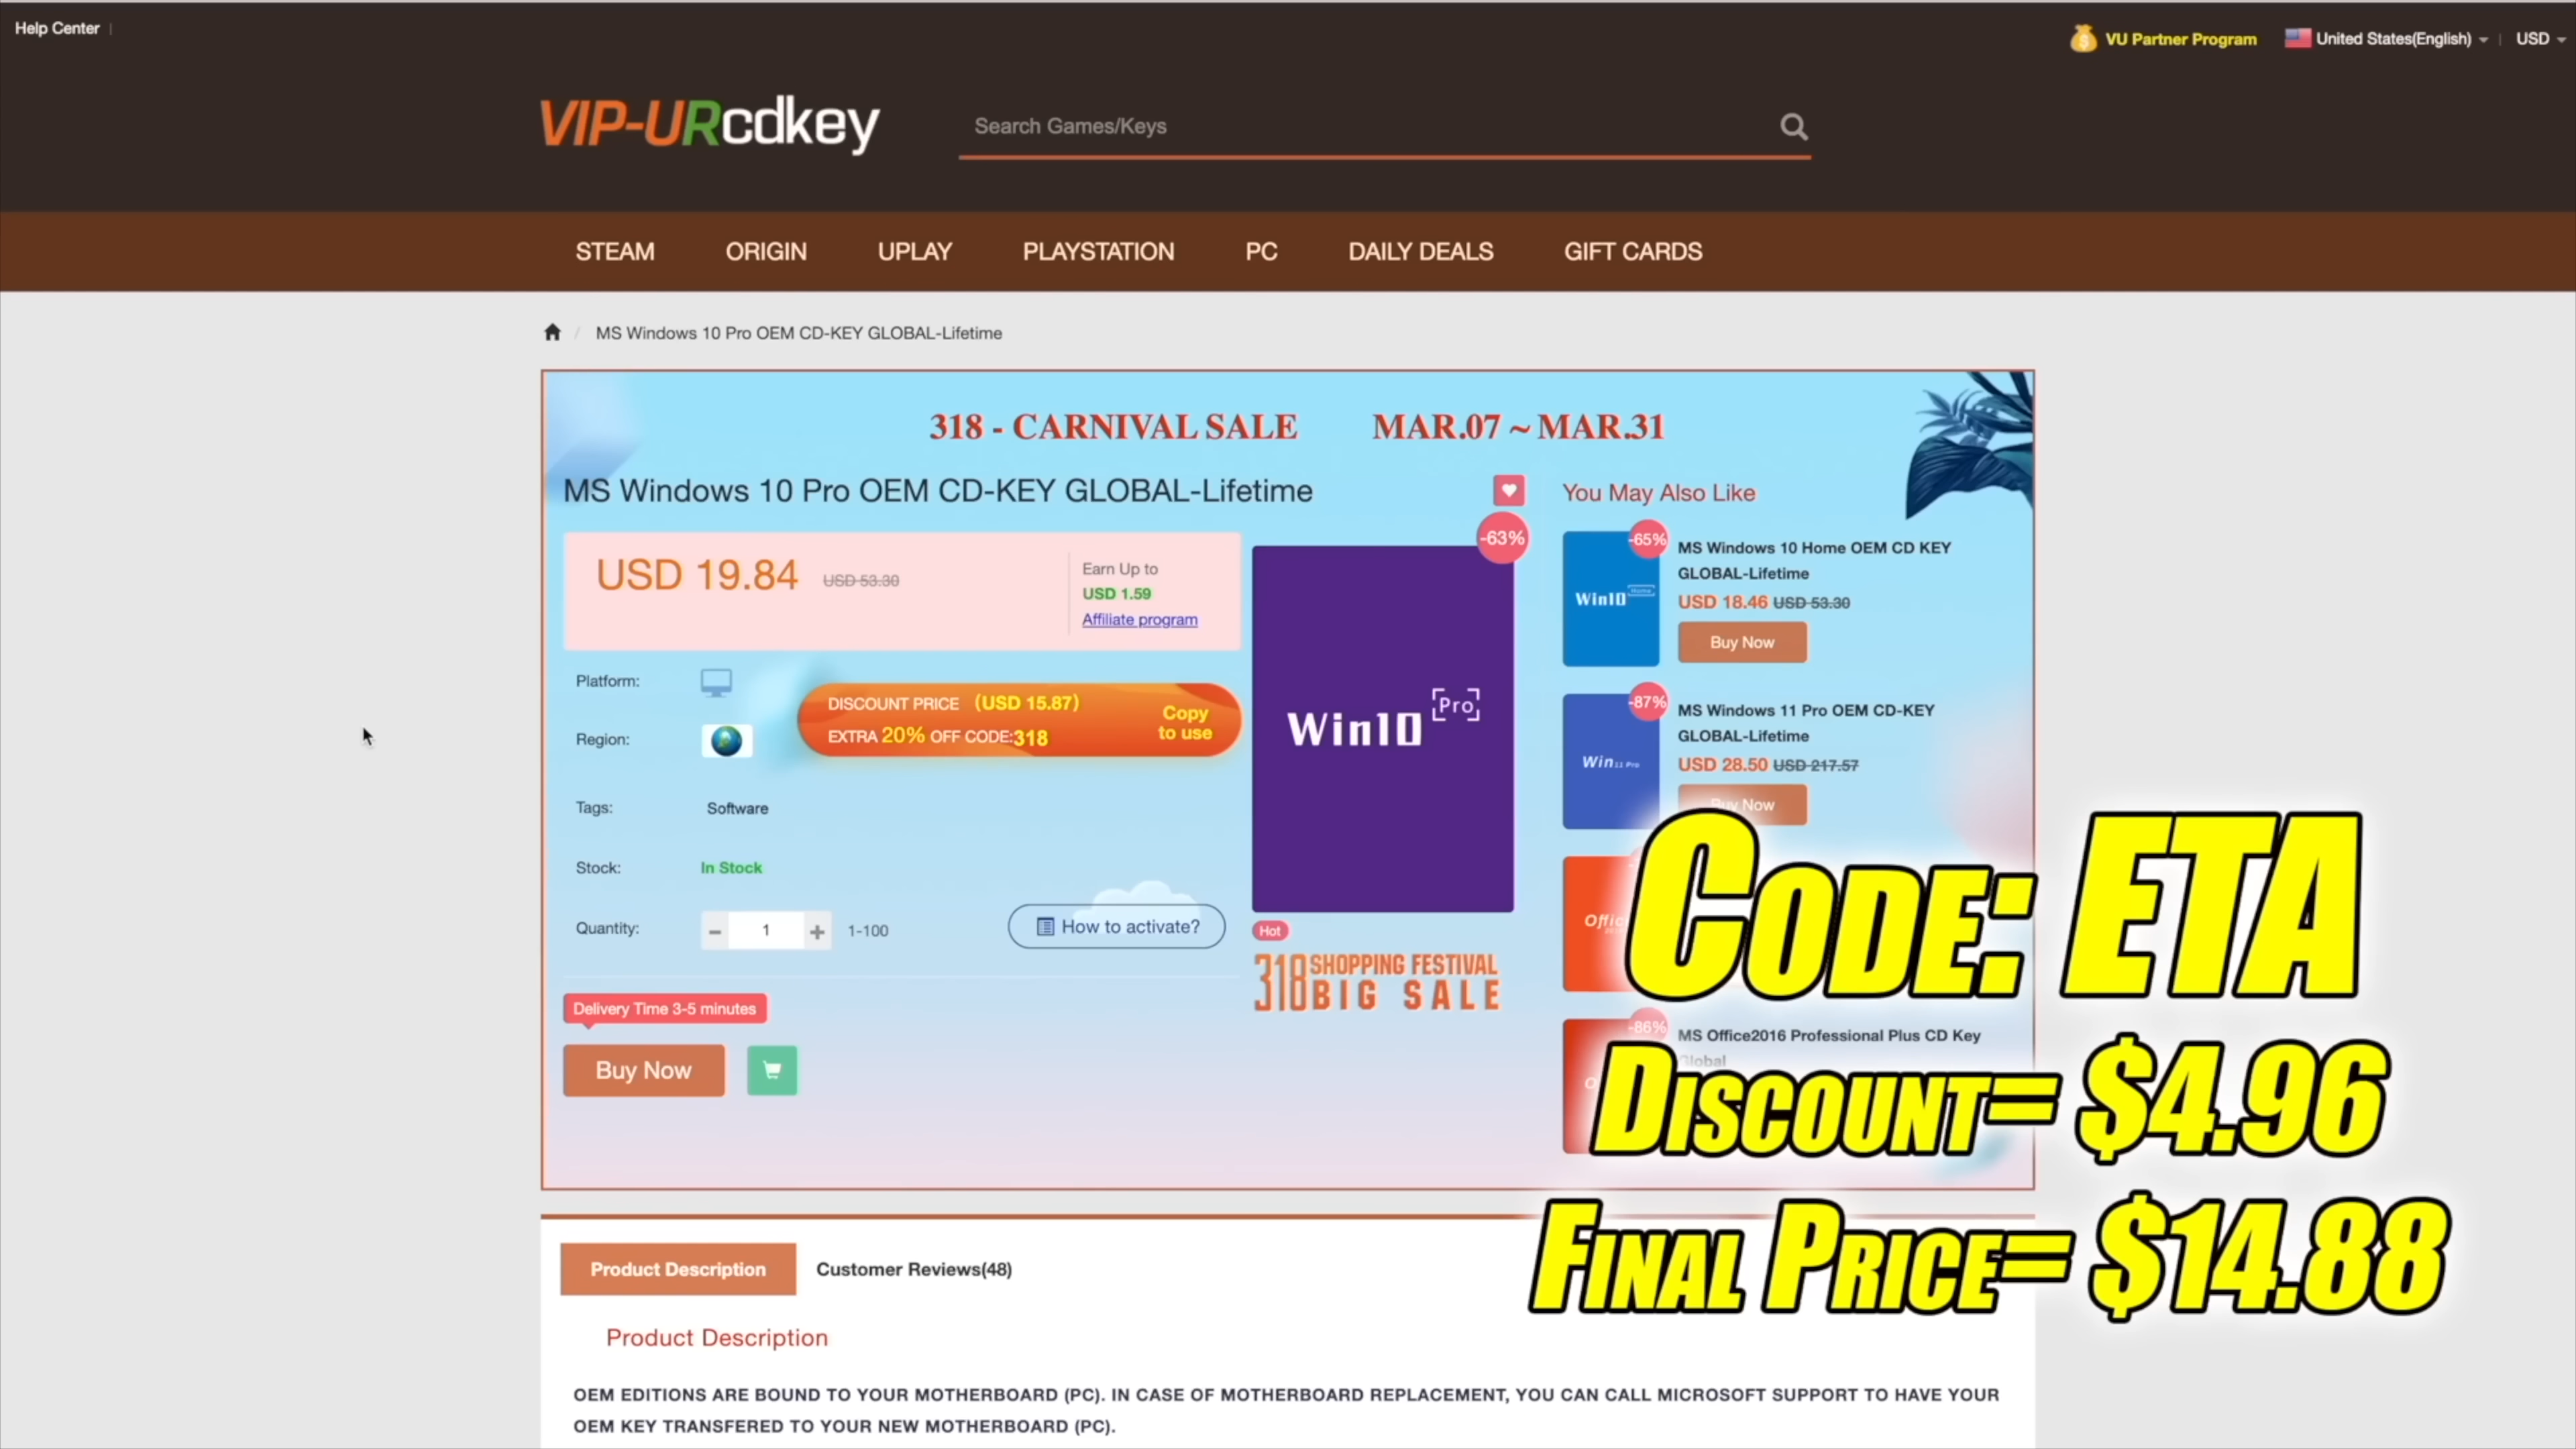 Help Center
VU Partner Program
United States(English)
USD
VIP-URcdkey
Search Games/Keys
STEAM ORIGIN UPLAY PLAYSTATION PC DAILY DEALS GIFT CARDS
/ MS Windows 10 Pro OEM CD-KEY GLOBAL-Lifetime
318 - CARNIVAL SALE MAR.07 ~ MAR.31
MS Windows 10 Pro OEM CD-KEY GLOBAL-Lifetime
USD 19.84 USD 53.30
Earn Up to
USD 1.59
Affiliate program
Platform:
DISCOUNT PRICE (USD 15.87)
EXTRA 20% OFF CODE:318
Copy
to use
Region:
Tags: Software
Stock: In Stock
Quantity: - 1 + 1-100
How to activate?
Delivery Time 3-5 minutes
Buy Now
-63%
Win10 [Pro]
Hot
318 SHOPPING FESTIVAL
BIG SALE
You May Also Like
-65%
Win10 Home
MS Windows 10 Home OEM CD KEY
GLOBAL-Lifetime
USD 18.46 USD 53.30
Buy Now
-87%
Win 11 Pro
MS Windows 11 Pro OEM CD-KEY
GLOBAL-Lifetime
USD 28.50 USD 217.57
Buy Now
-86%
MS Office2016 Professional Plus CD Key
Global
CODE: ETA
DISCOUNT= $4.96
FINAL PRICE= $14.88
Product Description Customer Reviews(48)
Product Description
OEM EDITIONS ARE BOUND TO YOUR MOTHERBOARD (PC). IN CASE OF MOTHERBOARD REPLACEMENT, YOU CAN CALL MICROSOFT SUPPORT TO HAVE YOUR
OEM KEY TRANSFERED TO YOUR NEW MOTHERBOARD (PC).